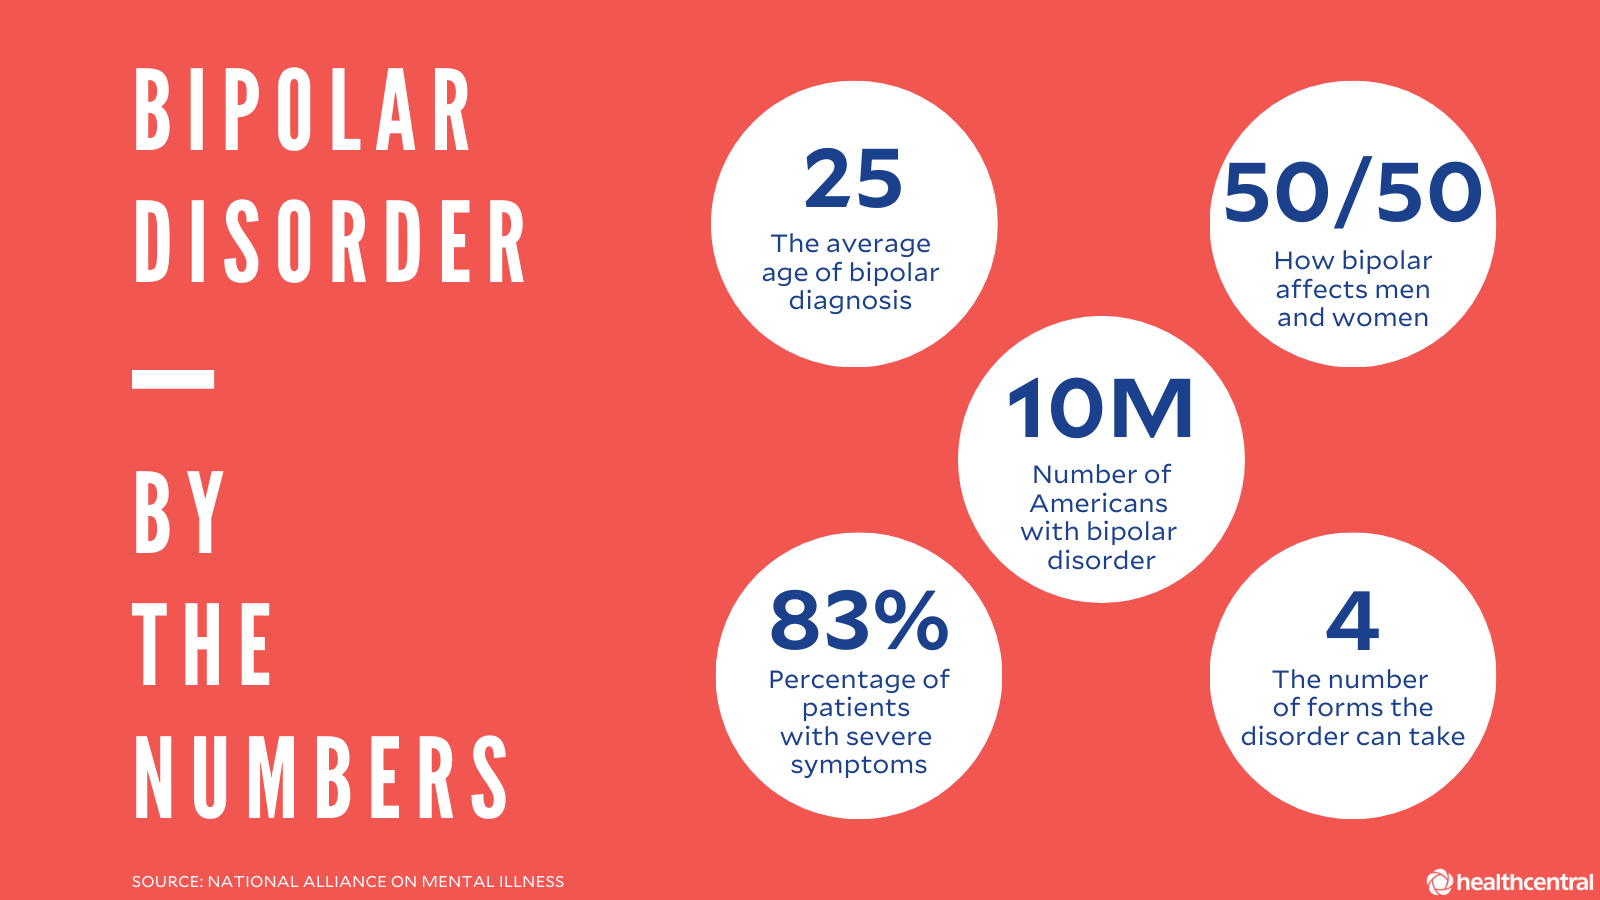 BIPOLAR
DISORDER
BY
THE
NUMBERS
SOURCE: NATIONAL ALLIANCE ON MENTAL ILLNESS
25
The average
age of bipolar
diagnosis
50/50
How bipolar
affects men
and women
10M
Number of
Americans
with bipolar
disorder
83%
Percentage of
patients
with severe
symptoms
4
The number
of forms the
disorder can take
healthcentral